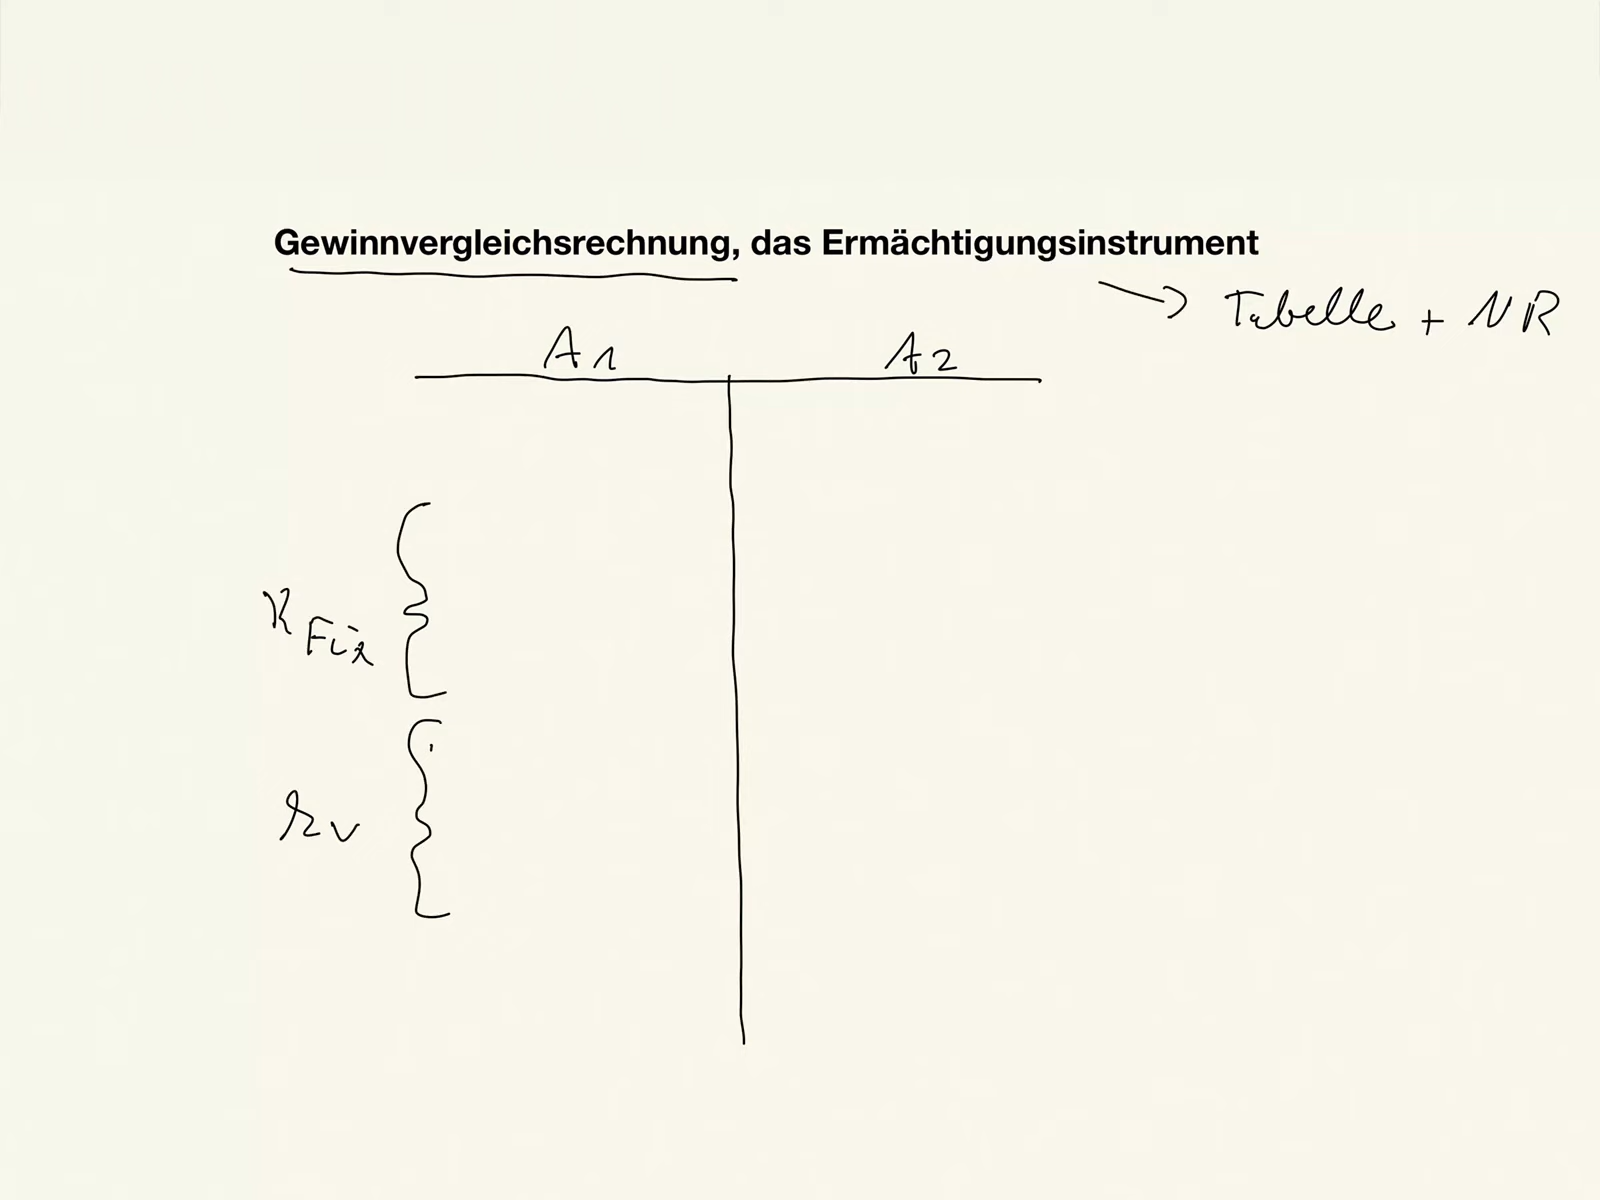 Gewinnvergleichsrechnung, das Ermächtigungsinstrument
→ Tabelle + NR
A1 A2
K Fix
kv